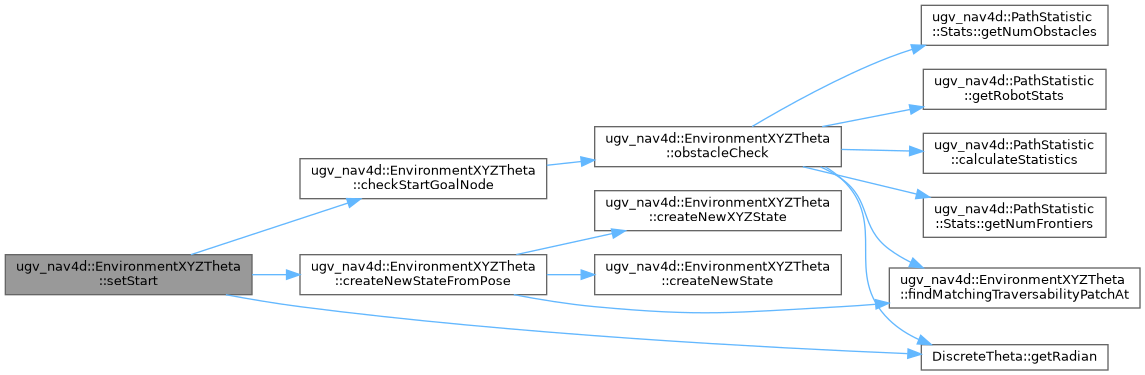 ugv_nav4d::EnvironmentXYZTheta
::setStart
ugv_nav4d::EnvironmentXYZTheta
::checkStartGoalNode
ugv_nav4d::EnvironmentXYZTheta
::createNewStateFromPose
ugv_nav4d::EnvironmentXYZTheta
::obstacleCheck
ugv_nav4d::EnvironmentXYZTheta
::createNewXYZState
ugv_nav4d::EnvironmentXYZTheta
::createNewState
ugv_nav4d::PathStatistic
::Stats::getNumObstacles
ugv_nav4d::PathStatistic
::getRobotStats
ugv_nav4d::PathStatistic
::calculateStatistics
ugv_nav4d::PathStatistic
::Stats::getNumFrontiers
ugv_nav4d::EnvironmentXYZTheta
::findMatchingTraversabilityPatchAt
DiscreteTheta::getRadian